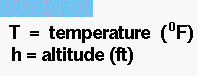 T = temperature (⁰F)
h = altitude (ft)